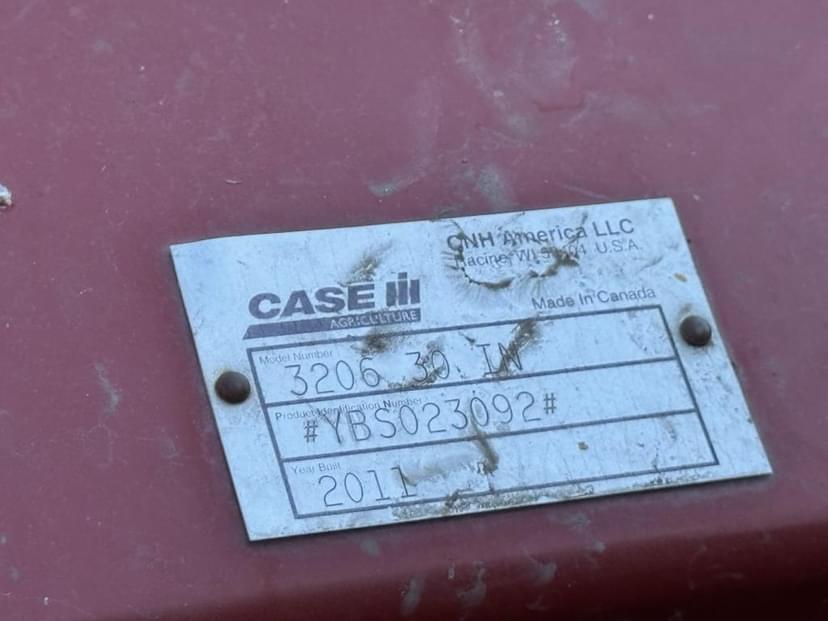 CNH America LLC
Racine, WI U.S.A.
CASE IH
AGRICULTURE
Made In Canada
Model Number
3206 30 IN
Product Identification Number
#YBS023092#
Year Built
2011